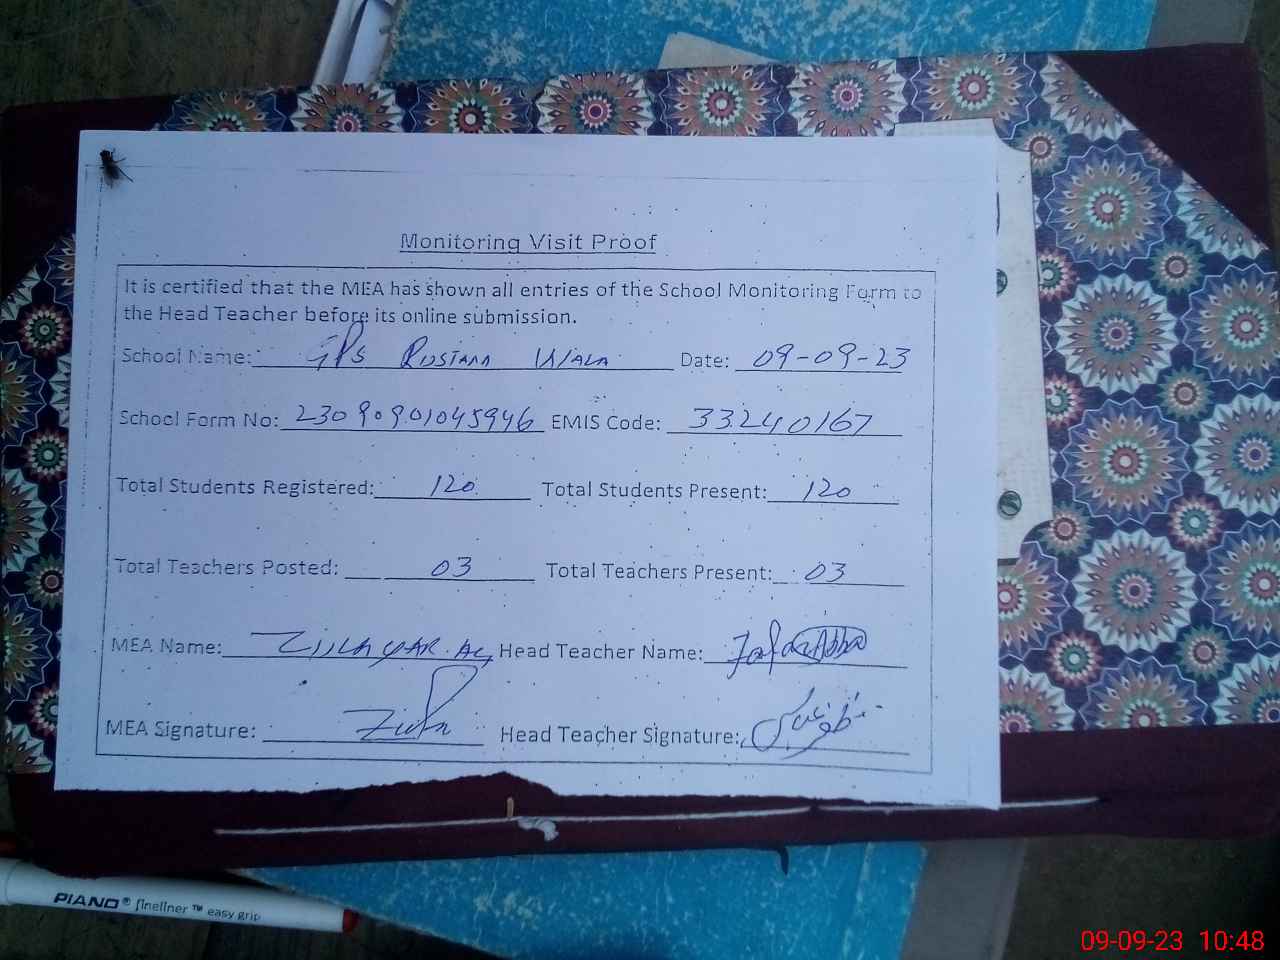 Monitoring Visit Proof
It is certified that the MEA has shown all entries of the School Monitoring Form to
the Head Teacher before its online submission.
School Name: GPS RUSTAM WALA Date: 09-09-23
School Form No: 23090901045946 EMIS Code: 33240167
Total Students Registered: 120 Total Students Present: 120
Total Teachers Posted: 03 Total Teachers Present: 03
MEA Name: Head Teacher Name:
MEA Signature: Head Teacher Signature:
PIANO® fineliner ™ easy grip
09-09-23 10:48